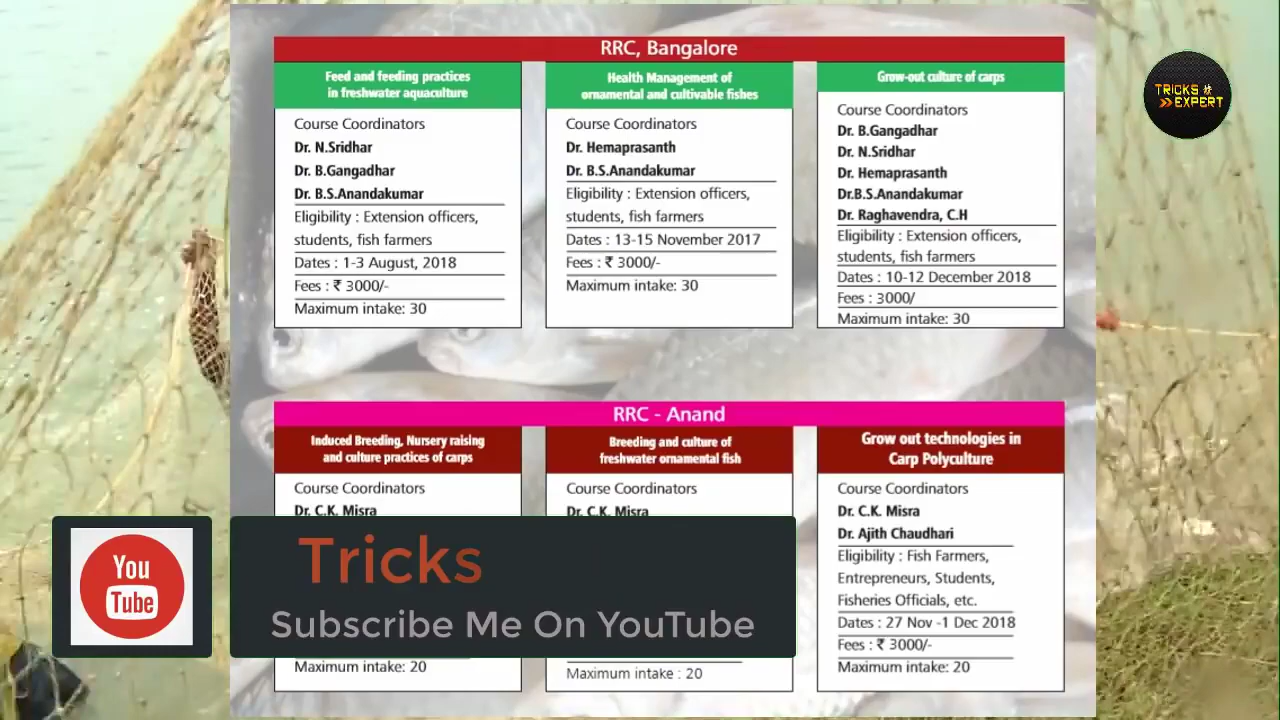 RRC, Bangalore
Feed and feeding practices
in freshwater aquaculture
Course Coordinators
Dr. N.Sridhar
Dr. B.Gangadhar
Dr. B.S.Anandakumar
Eligibility : Extension officers,
students, fish farmers
Dates : 1-3 August, 2018
Fees : ₹ 3000/-
Maximum intake: 30
Health Management of
ornamental and cultivable fishes
Course Coordinators
Dr. Hemaprasanth
Dr. B.S.Anandakumar
Eligibility : Extension officers,
students, fish farmers
Dates : 13-15 November 2017
Fees : ₹ 3000/-
Maximum intake: 30
Grow-out culture of carps
Course Coordinators
Dr. B.Gangadhar
Dr. N.Sridhar
Dr. Hemaprasanth
Dr.B.S.Anandakumar
Dr. Raghavendra, C.H
Eligibility : Extension officers,
students, fish farmers
Dates : 10-12 December 2018
Fees : 3000/
Maximum intake: 30
TRICKS
EXPERT
RRC - Anand
Induced Breeding, Nursery raising
and culture practices of carps
Course Coordinators
Dr. C.K. Misra
Maximum intake: 20
Breeding and culture of
freshwater ornamental fish
Course Coordinators
Dr. C.K. Misra
Maximum intake : 20
Grow out technologies in
Carp Polyculture
Course Coordinators
Dr. C.K. Misra
Dr. Ajith Chaudhari
Eligibility : Fish Farmers,
Entrepreneurs, Students,
Fisheries Officials, etc.
Dates : 27 Nov -1 Dec 2018
Fees : ₹ 3000/-
Maximum intake: 20
You
Tube
Tricks
Subscribe Me On YouTube